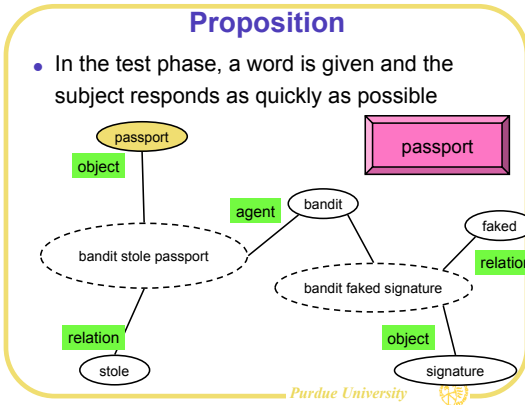 Proposition
• In the test phase, a word is given and the
subject responds as quickly as possible
passport
passport
object
bandit
agent
faked
bandit stole passport
relation
bandit faked signature
relation
object
stole
signature
Purdue University